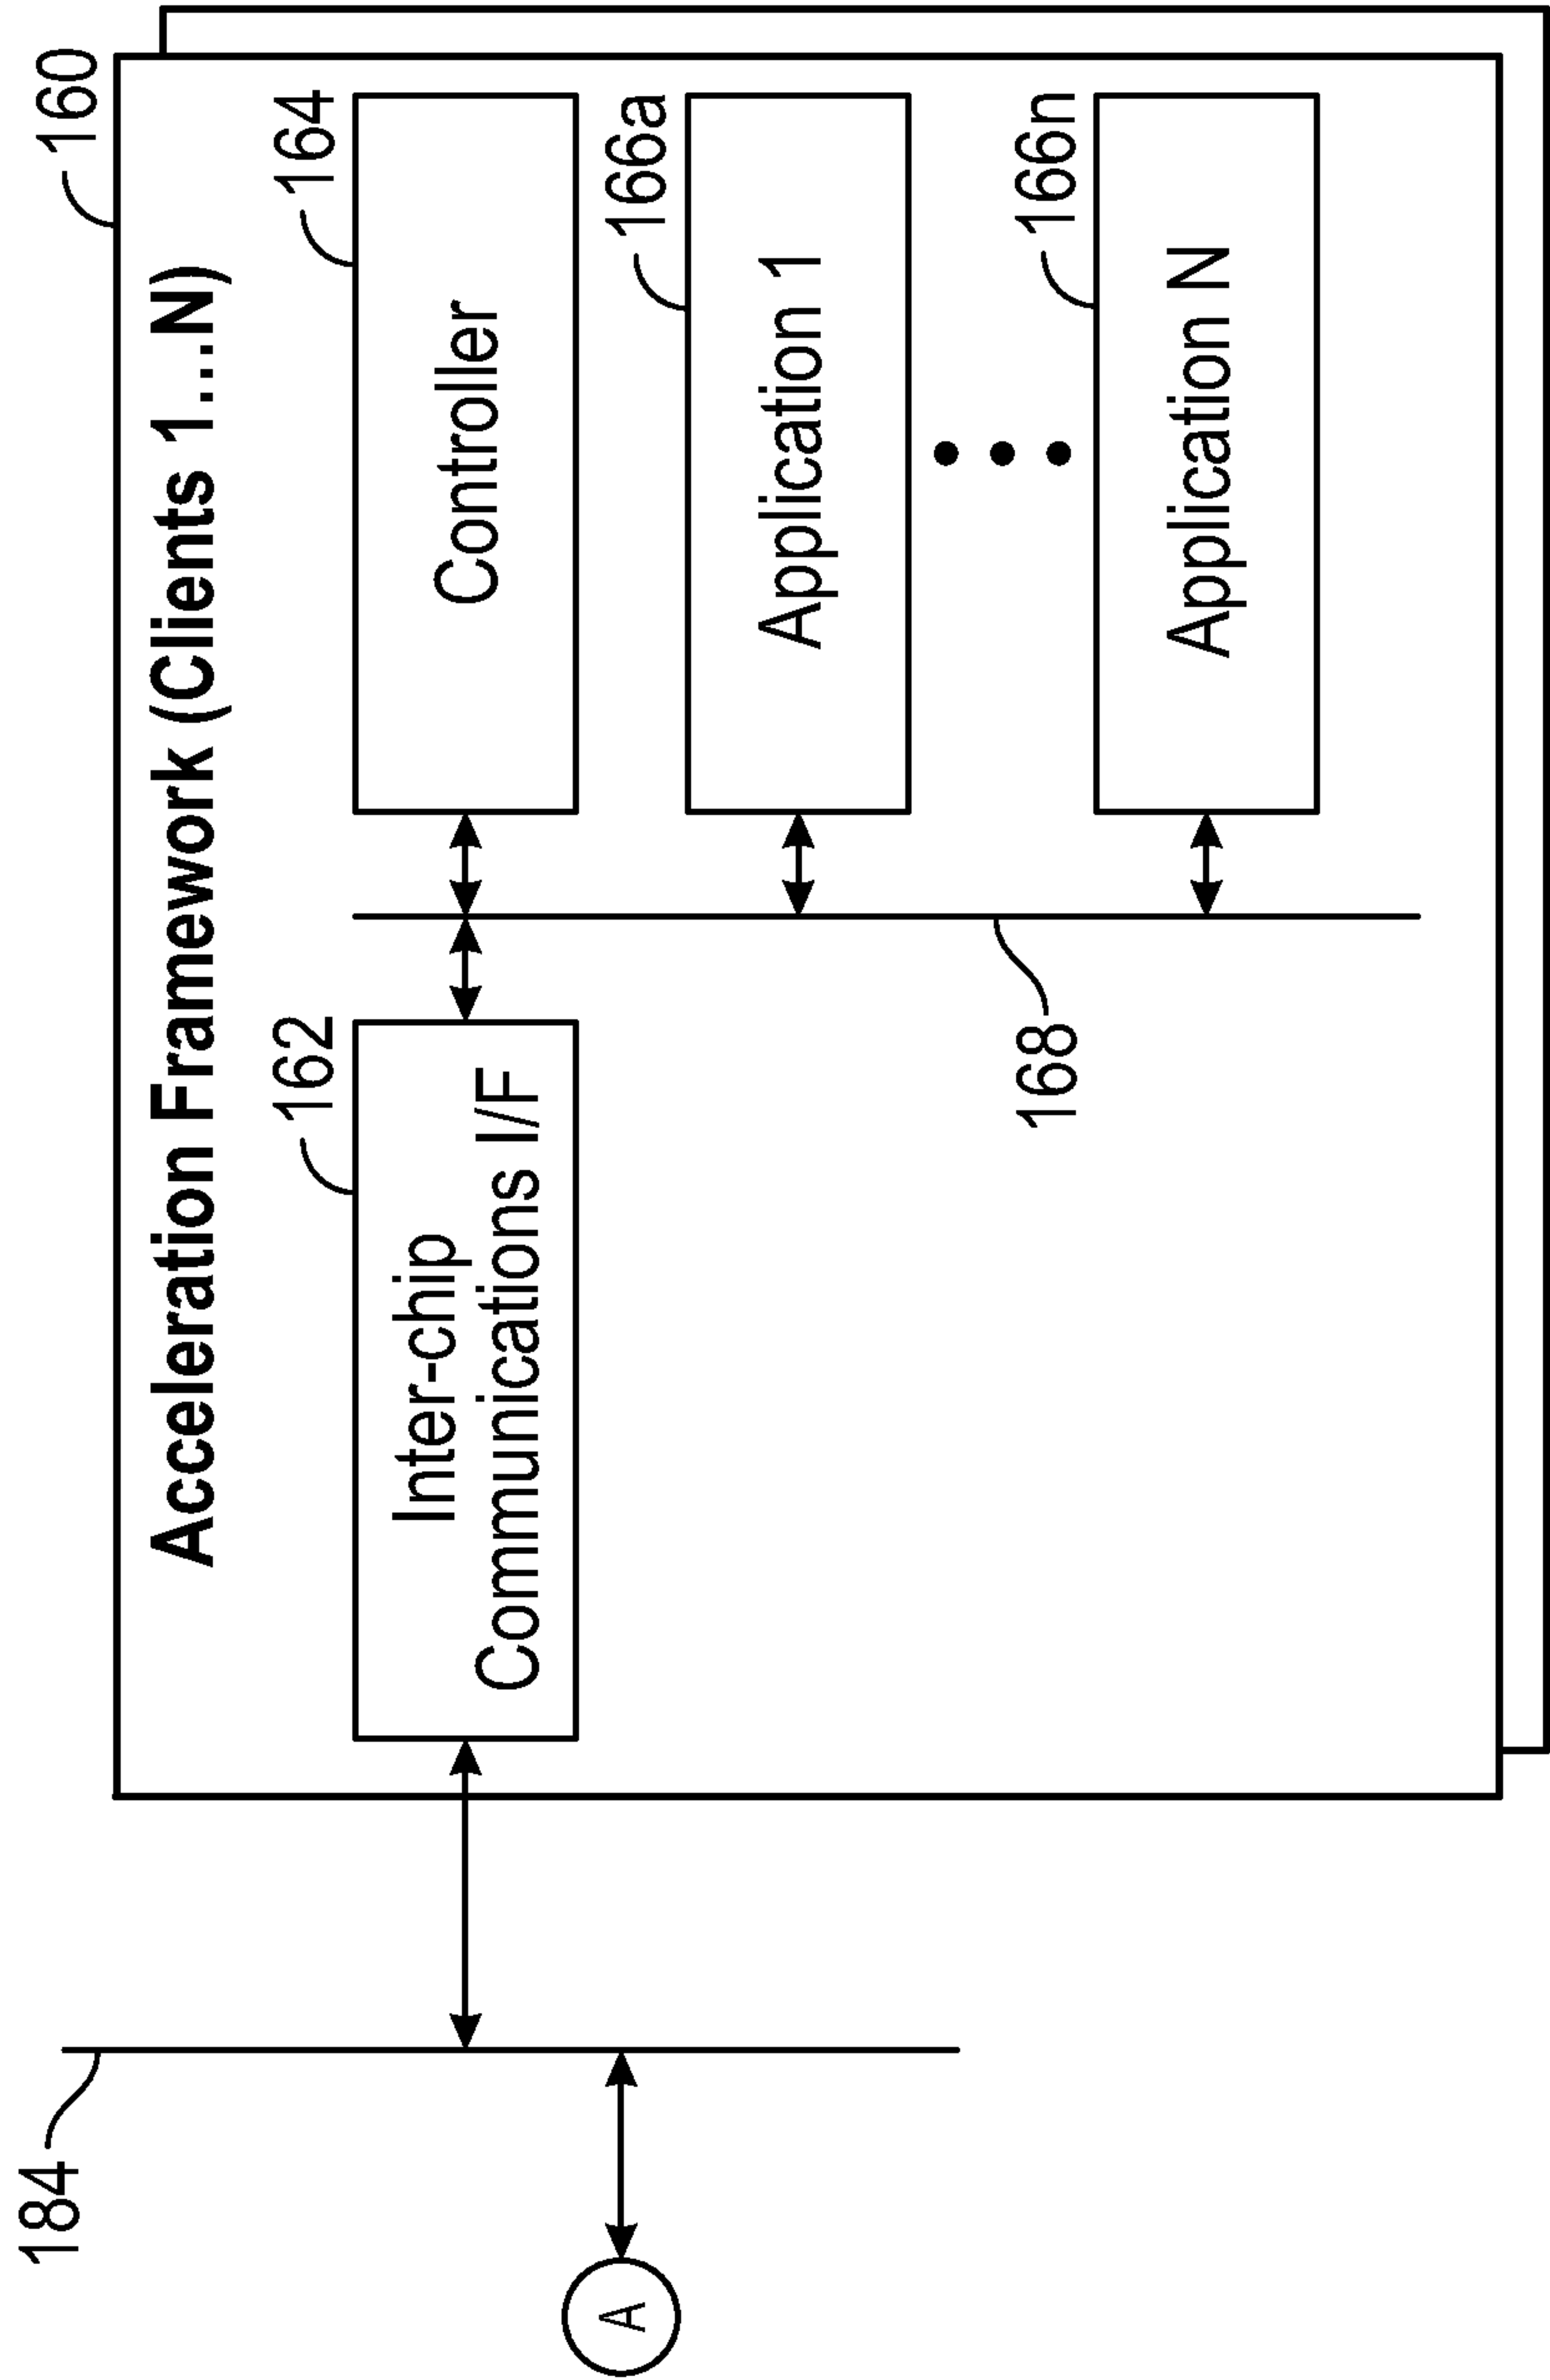 160
Acceleration Framework (Clients 1...N)
162
164
Inter-chip
Communications I/F
Controller
184
166a
Application 1
A
168
166n
Application N